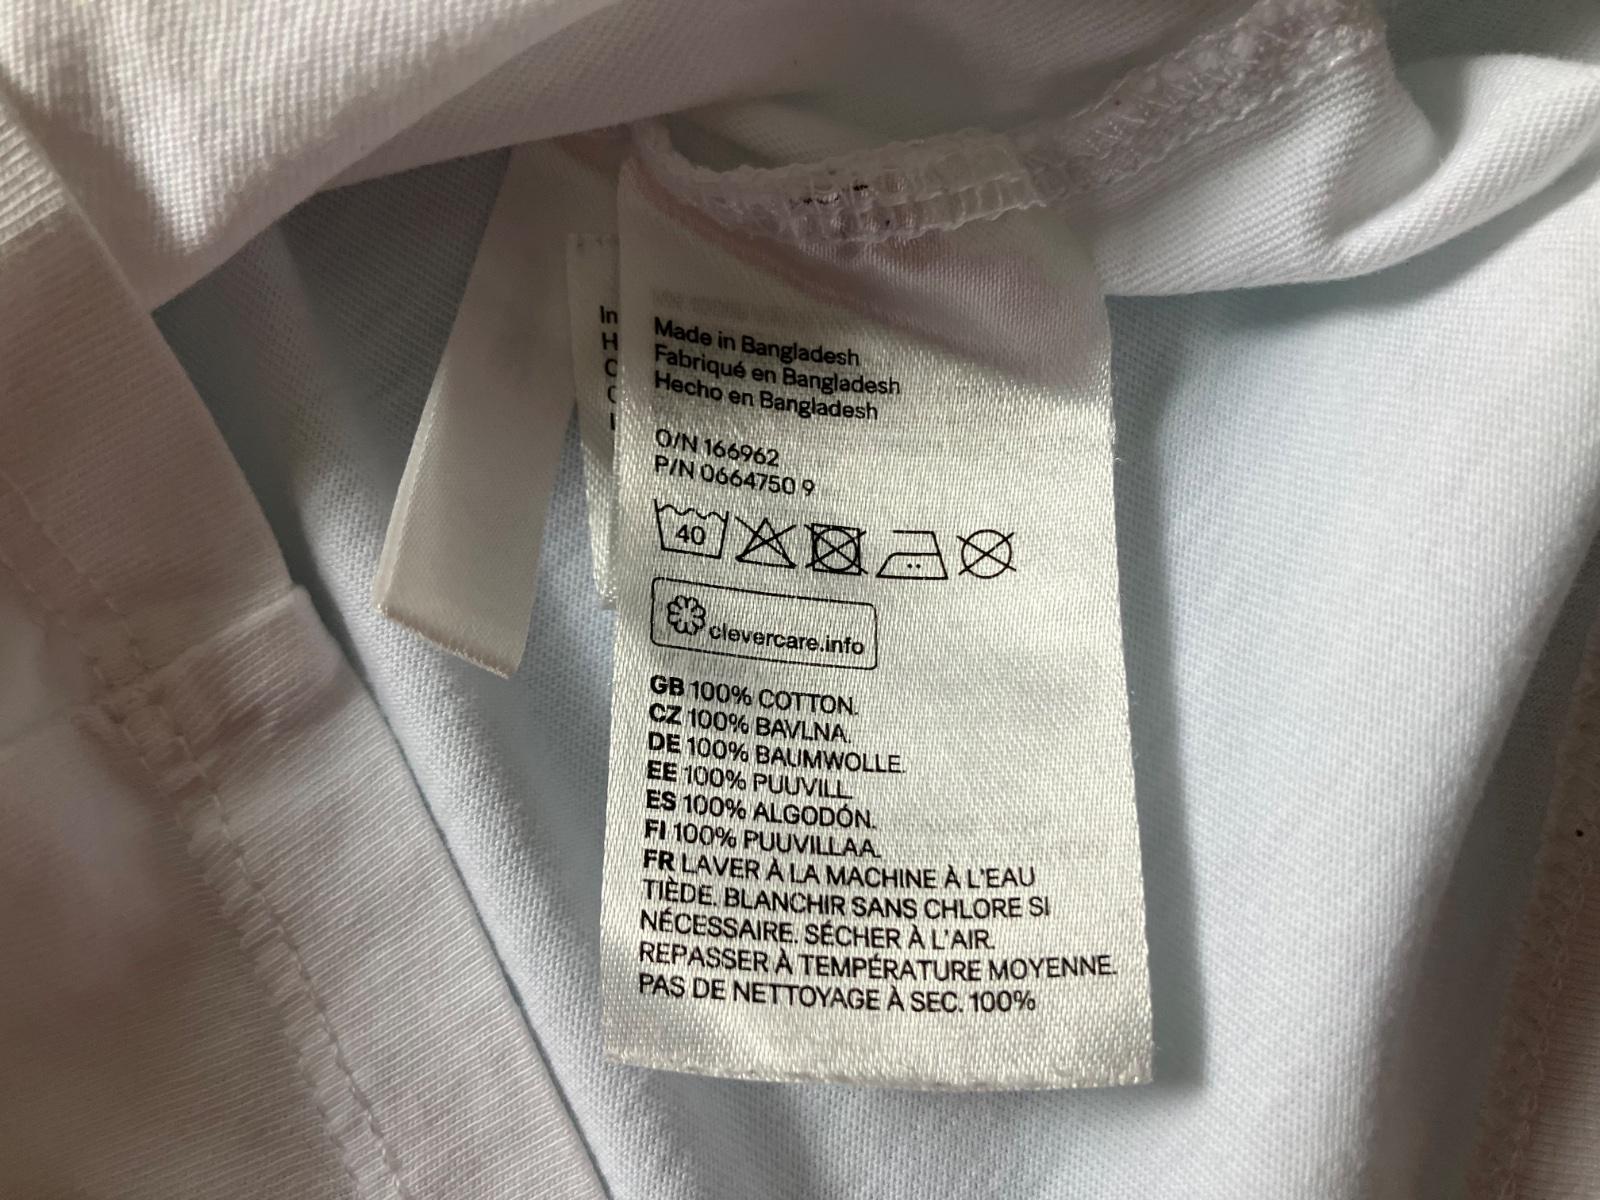 Made in Bangladesh
Fabriqué en Bangladesh
Hecho en Bangladesh
O/N 166962
P/N 0664750 9
40
clevercare.info
GB 100% COTTON.
CZ 100% BAVLNA.
DE 100% BAUMWOLLE.
EE 100% PUUVILL.
ES 100% ALGODÓN.
FI 100% PUUVILLAA.
FR LAVER À LA MACHINE À L'EAU
TIÈDE. BLANCHIR SANS CHLORE SI
NÉCESSAIRE. SÉCHER À L'AIR.
REPASSER À TEMPÉRATURE MOYENNE.
PAS DE NETTOYAGE À SEC. 100%
In
H